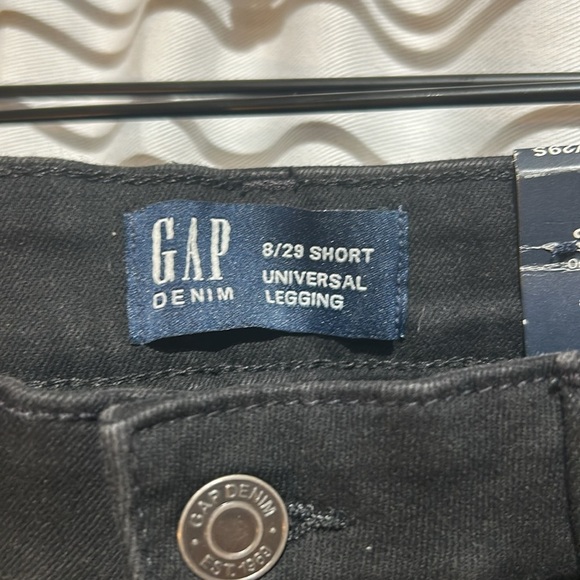 GAP
DENIM
8/29 SHORT
UNIVERSAL
LEGGING
GAP DENIM
EST. 1969